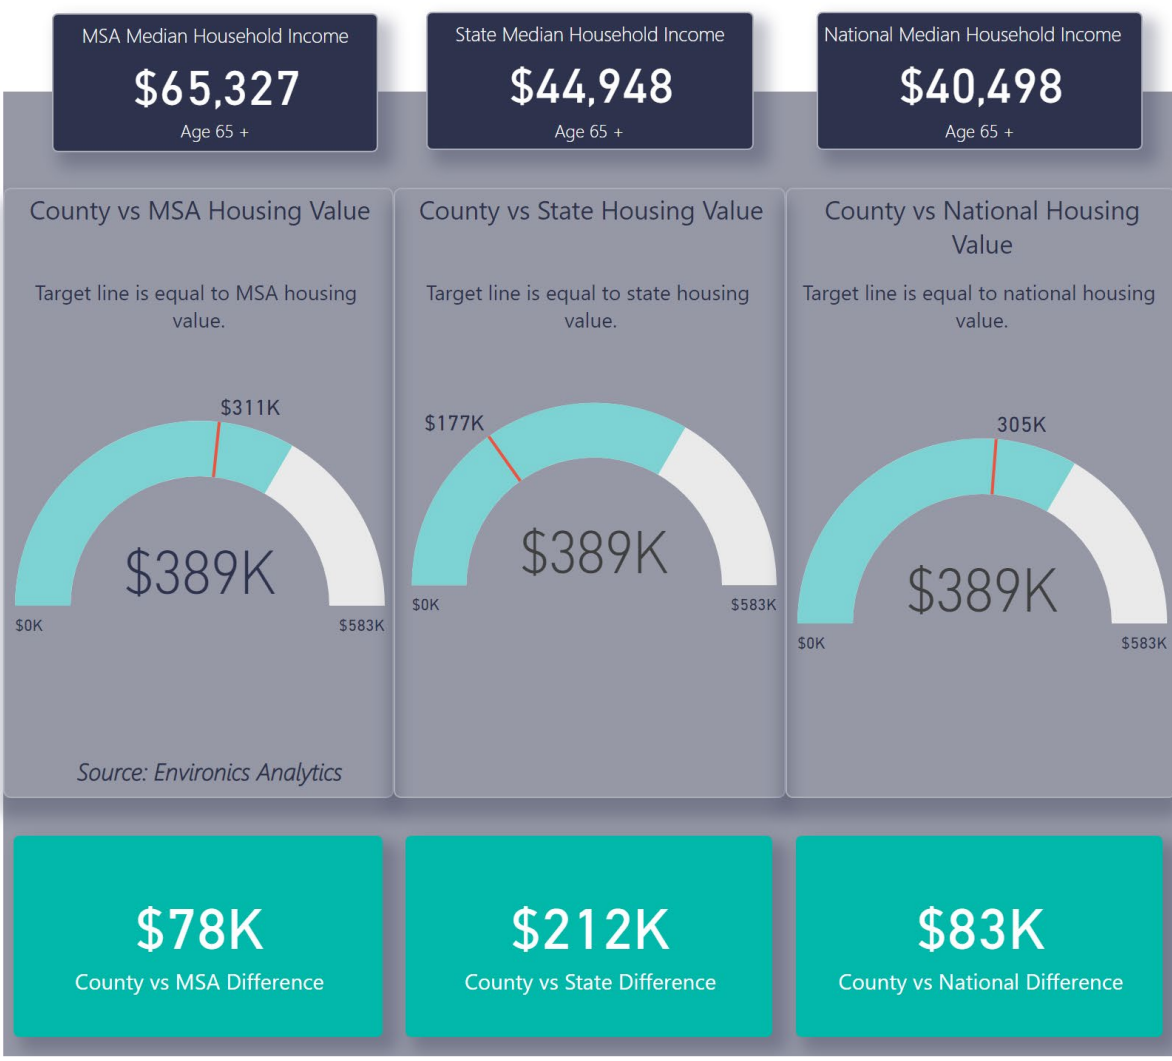 MSA Median Household Income
$65,327
Age 65 +
State Median Household Income
$44,948
Age 65 +
National Median Household Income
$40,498
Age 65 +
County vs MSA Housing Value
Target line is equal to MSA housing
value.
$311K
$389K
$0K
$583K
Source: Environics Analytics
County vs State Housing Value
Target line is equal to state housing
value.
$177K
$389K
$0K
$583K
County vs National Housing
Value
Target line is equal to national housing
value.
305K
$389K
$0K
$583K
$78K
County vs MSA Difference
$212K
County vs State Difference
$83K
County vs National Difference